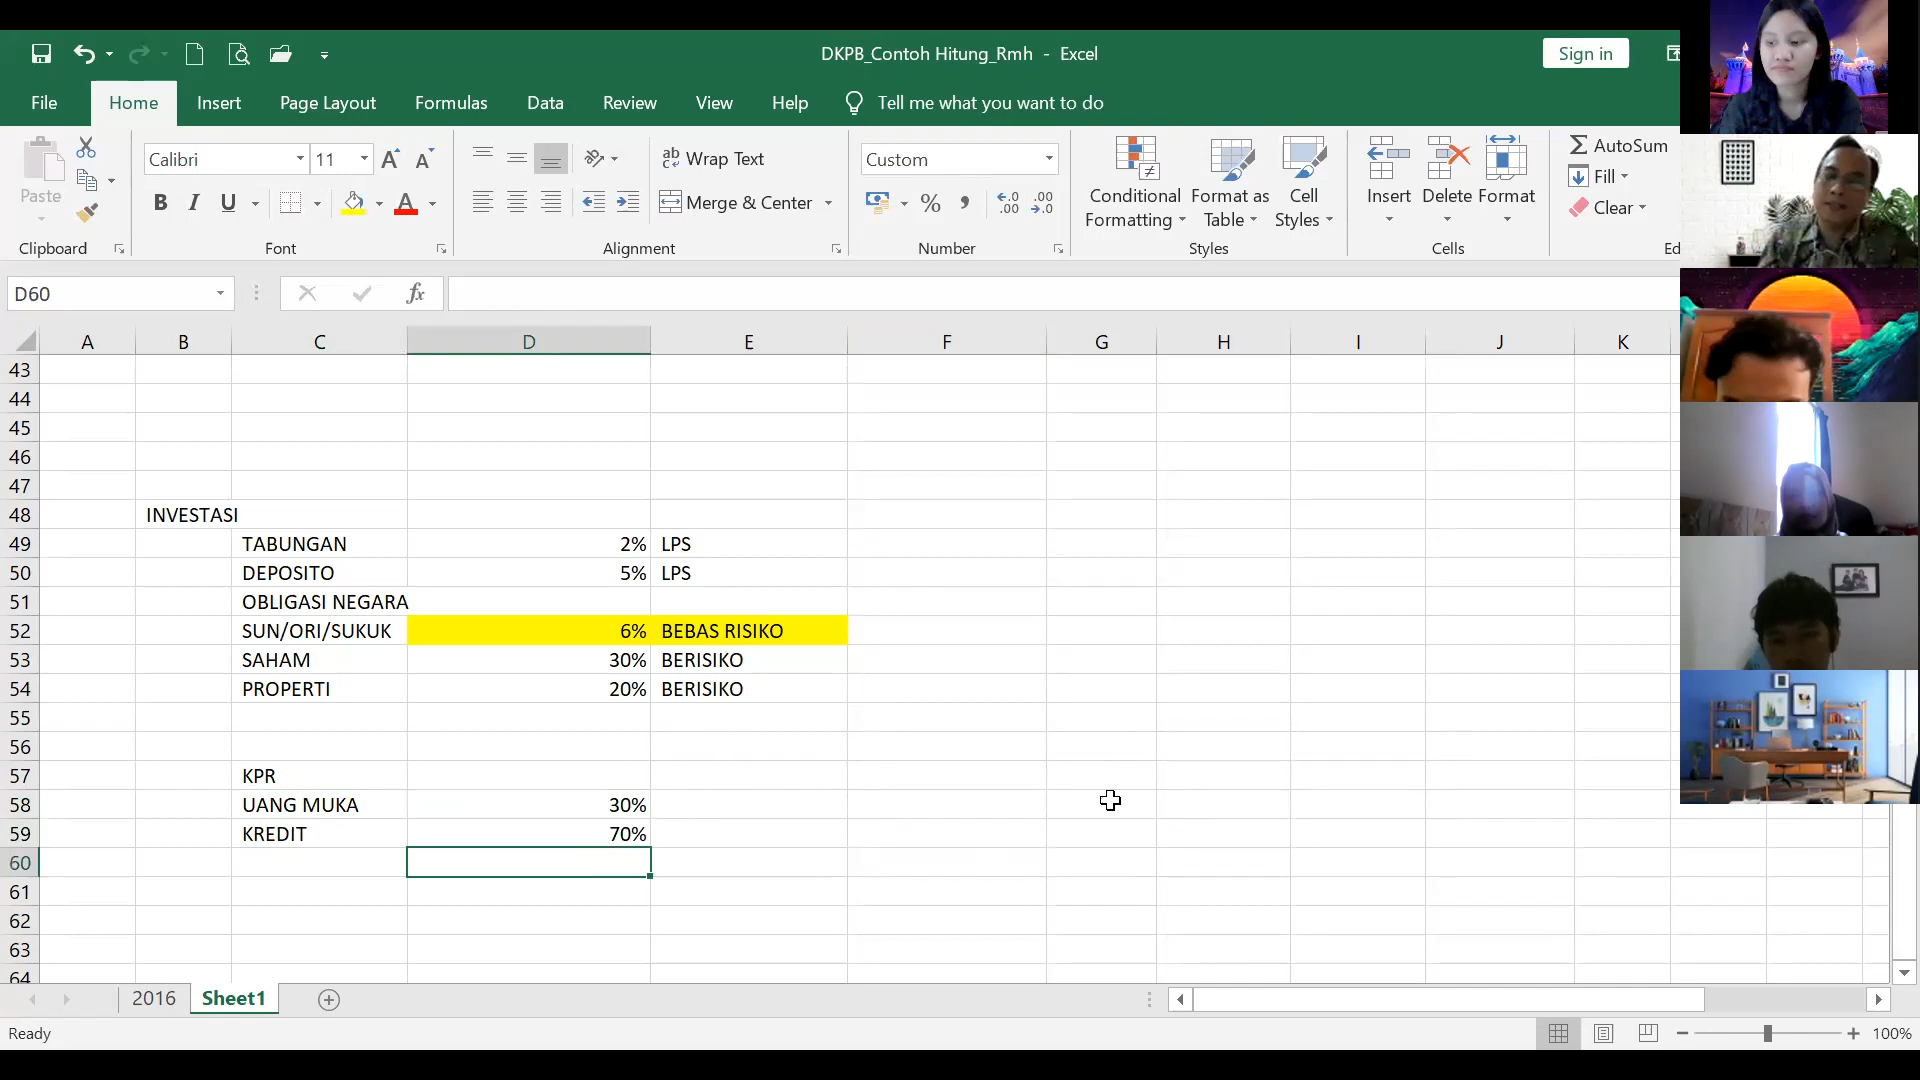 DKPB_Contoh Hitung_Rmh - Excel
Sign in
File Home Insert Page Layout Formulas Data Review View Help Tell me what you want to do
Paste
Clipboard
Calibri 11
B I U
Font
Wrap Text
Merge & Center
Alignment
Custom
Number
Conditional Formatting
Format as Table
Cell Styles
Styles
Insert Delete Format
Cells
AutoSum
Fill
Clear
Ed
D60
fx
A B C D E F G H I J K
43
44
45
46
47
48 INVESTASI
49 TABUNGAN 2% LPS
50 DEPOSITO 5% LPS
51 OBLIGASI NEGARA
52 SUN/ORI/SUKUK 6% BEBAS RISIKO
53 SAHAM 30% BERISIKO
54 PROPERTI 20% BERISIKO
55
56
57 KPR
58 UANG MUKA 30%
59 KREDIT 70%
60
61
62
63
64
2016 Sheet1
Ready
100%